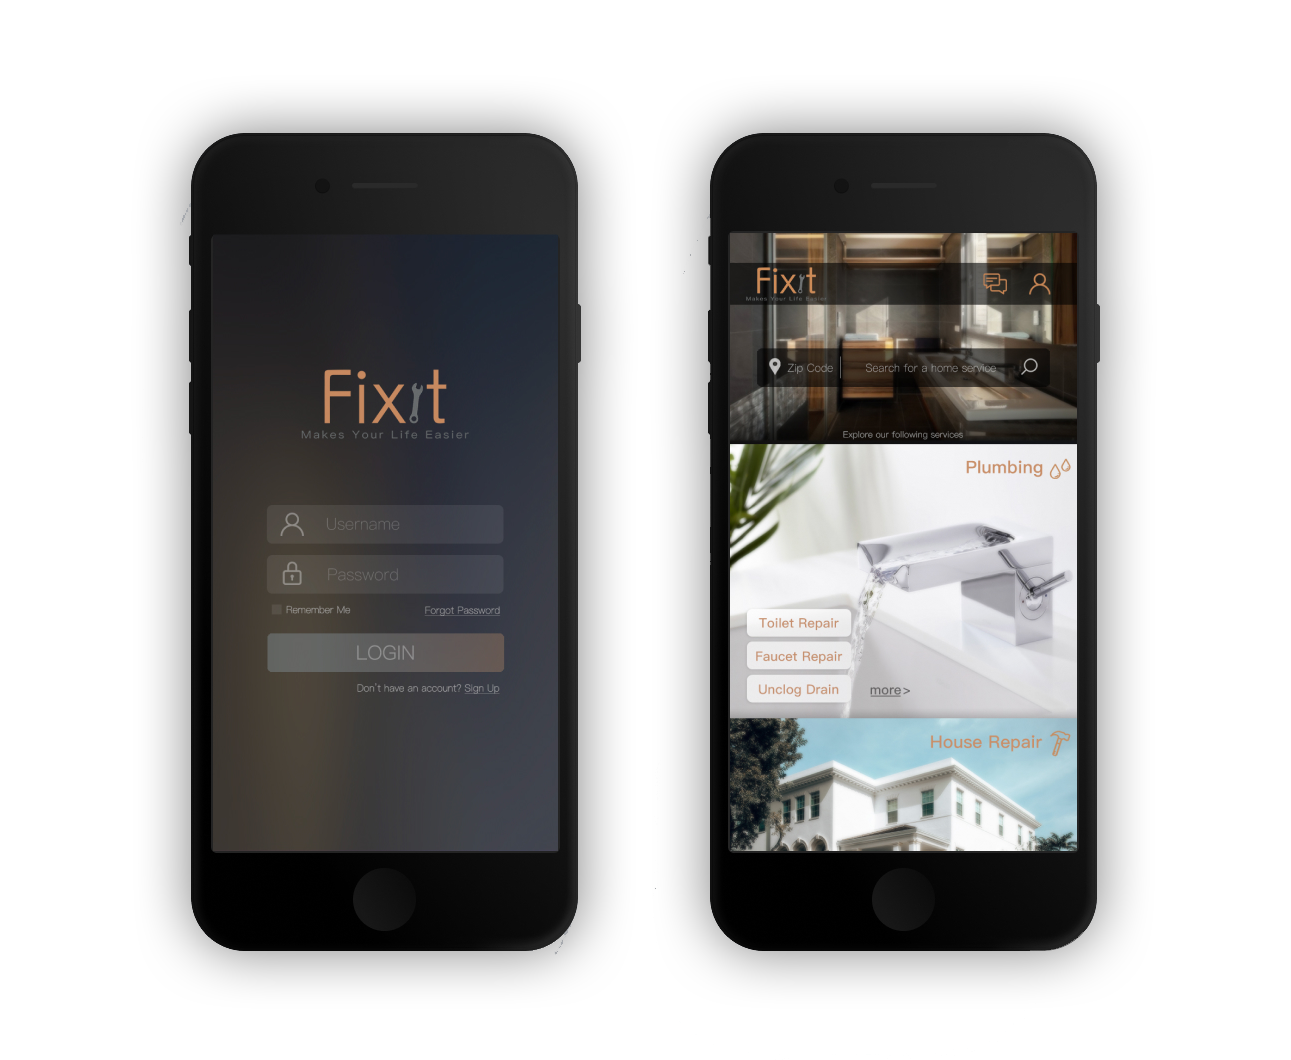 Fixit
Makes Your Life Easier
Username
Password
Remember Me
Forgot Password
LOGIN
Don't have an account? Sign Up
Fixit
Makes Your Life Easier
Zip Code
Search for a home service
Explore our following services
Plumbing
Toilet Repair
Faucet Repair
Unclog Drain
more>
House Repair